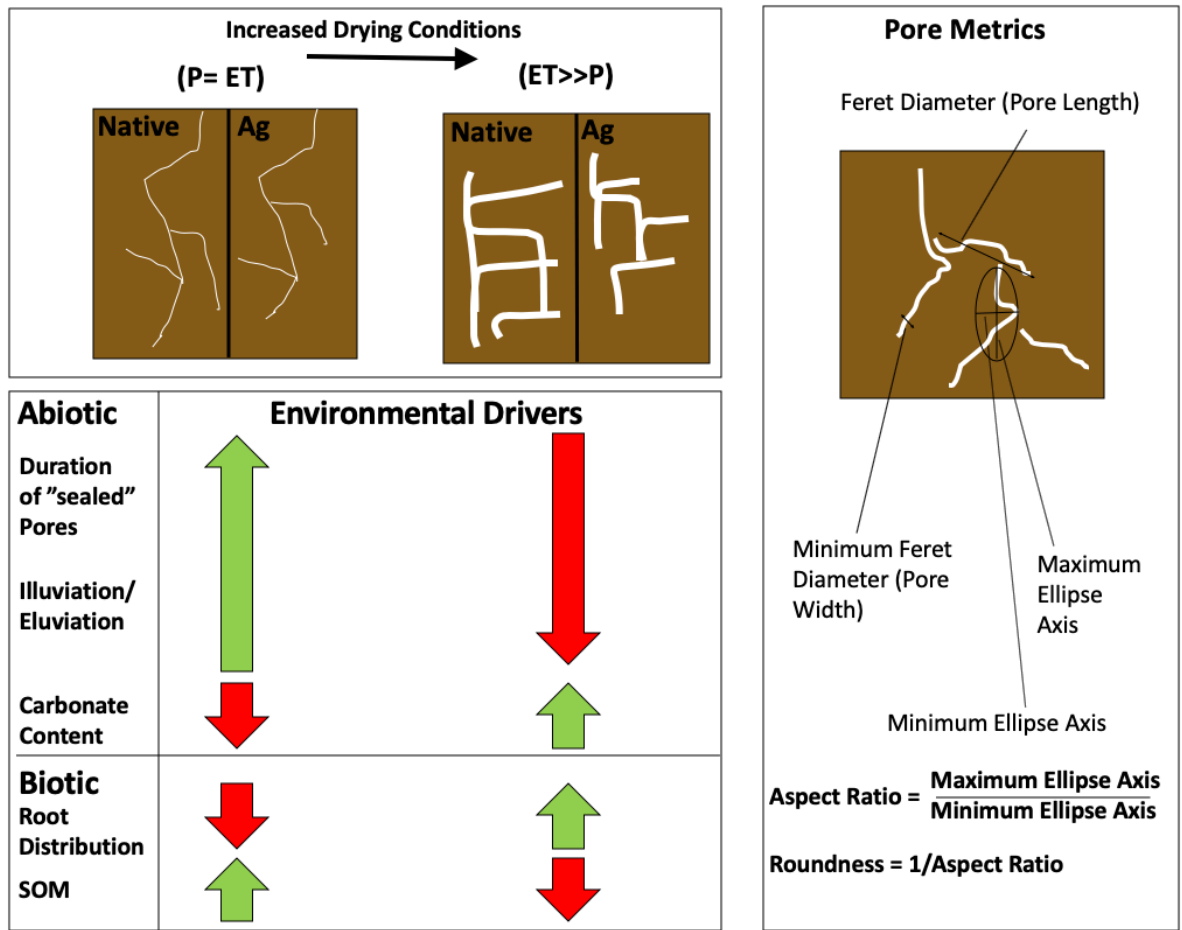 Increased Drying Conditions
(P= ET)
(ET>>P)
Native
Ag
Native
Ag
Abiotic
Environmental Drivers
Duration
of ”sealed”
Pores
Illuviation/
Eluviation
Carbonate
Content
Biotic
Root
Distribution
SOM
Pore Metrics
Feret Diameter (Pore Length)
Minimum Feret
Diameter (Pore
Width)
Maximum
Ellipse
Axis
Minimum Ellipse Axis
Aspect Ratio =
Maximum Ellipse Axis
Minimum Ellipse Axis
Roundness = 1/Aspect Ratio